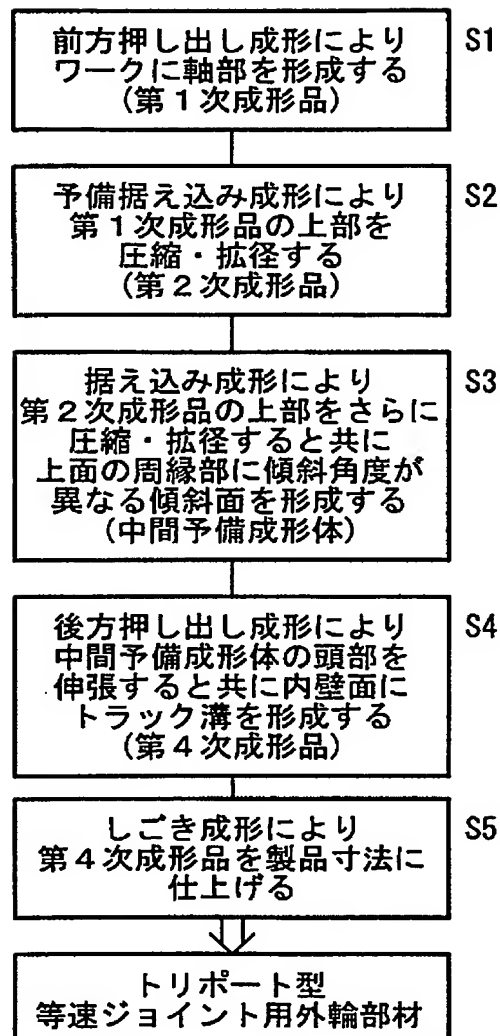 前方押し出し成形により
ワークに軸部を形成する
(第１次成形品)
S1
予備据え込み成形により
第１次成形品の上部を
圧縮・拡径する
(第２次成形品)
S2
据え込み成形により
第２次成形品の上部をさらに
圧縮・拡径すると共に
上面の周縁部に傾斜角度が
異なる傾斜面を形成する
(中間予備成形体)
S3
後方押し出し成形により
中間予備成形体の頭部を
伸張すると共に内壁面に
トラック溝を形成する
(第４次成形品)
S4
しごき成形により
第４次成形品を製品寸法に
仕上げる
S5
トリポート型
等速ジョイント用外輪部材